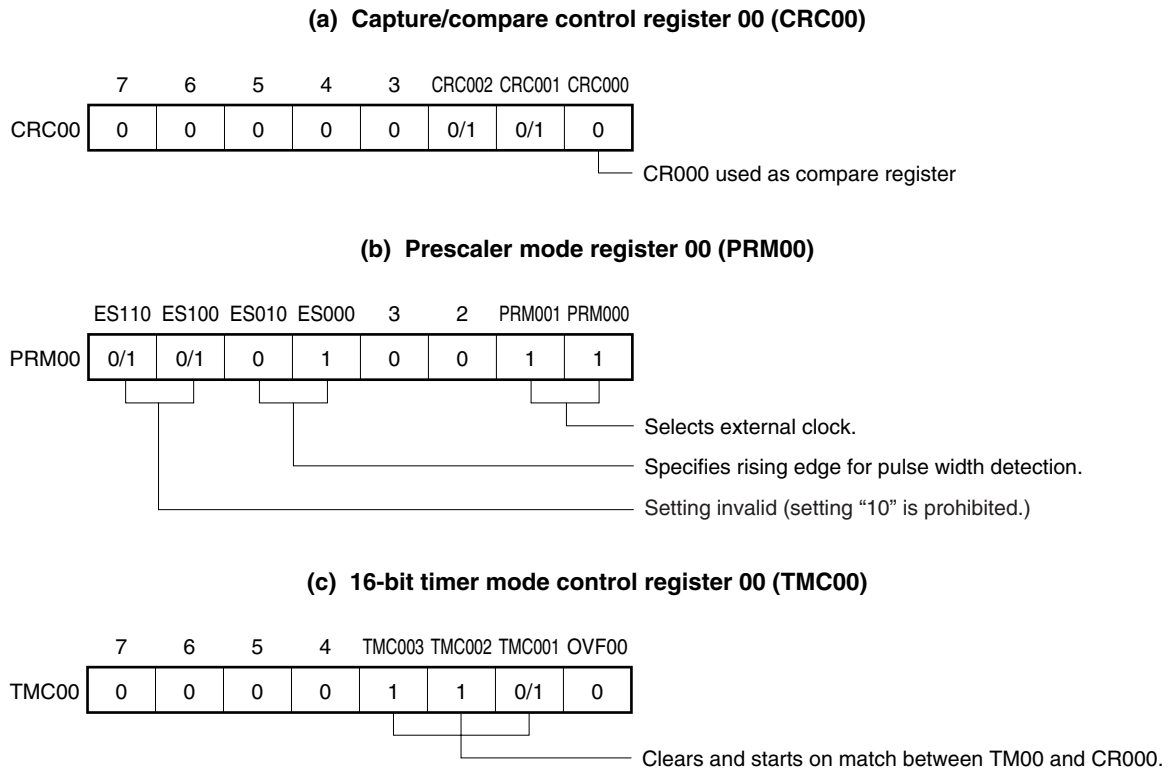 (a) Capture/compare control register 00 (CRC00)
7 6 5 4 3 CRC002 CRC001 CRC000
CRC00 0 0 0 0 0 0/1 0/1 0
CR000 used as compare register
(b) Prescaler mode register 00 (PRM00)
ES110 ES100 ES010 ES000 3 2 PRM001 PRM000
PRM00 0/1 0/1 0 1 0 0 1 1
Selects external clock.
Specifies rising edge for pulse width detection.
Setting invalid (setting “10” is prohibited.)
(c) 16-bit timer mode control register 00 (TMC00)
7 6 5 4 TMC003 TMC002 TMC001 OVF00
TMC00 0 0 0 0 1 1 0/1 0
Clears and starts on match between TM00 and CR000.